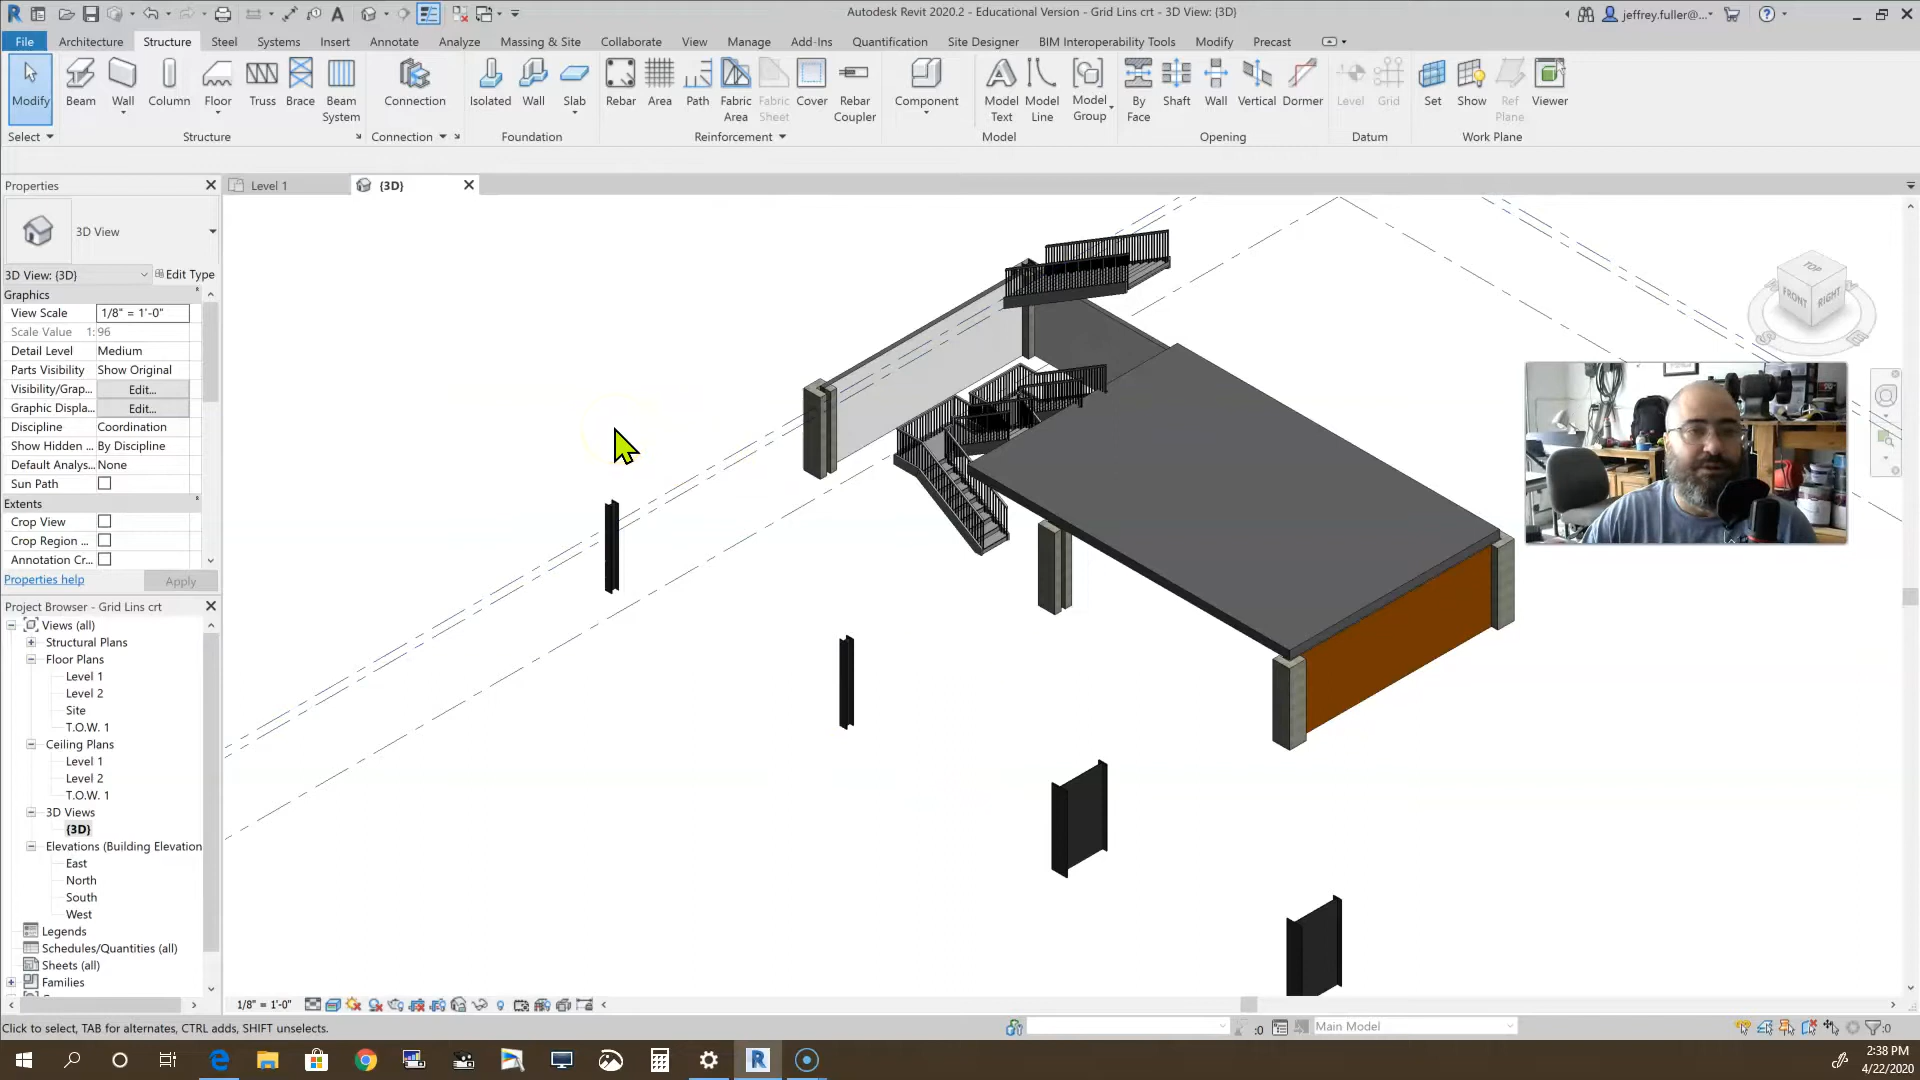 Autodesk Revit 2020.2 - Educational Version - Grid Lins crt - 3D View: {3D}
jeffrey.fuller@...
File Architecture Structure Steel Systems Insert Annotate Analyze Massing & Site Collaborate View Manage Add-Ins Quantification Site Designer BIM Interoperability Tools Modify Precast
Modify Beam Wall Column Floor Truss Brace Beam System Connection Isolated Wall Slab Rebar Area Path Fabric Area Fabric Sheet Cover Rebar Coupler Component Model Text Model Line Model Group By Face Shaft Wall Vertical Dormer Level Grid Set Show Ref Plane Viewer
Select Structure Connection Foundation Reinforcement Model Opening Datum Work Plane
Properties
Level 1
{3D}
3D View
3D View: {3D} Edit Type
Graphics
View Scale 1/8" = 1'-0"
Scale Value 1: 96
Detail Level Medium
Parts Visibility Show Original
Visibility/Grap... Edit...
Graphic Displa... Edit...
Discipline Coordination
Show Hidden ... By Discipline
Default Analys... None
Sun Path
Extents
Crop View
Crop Region ...
Annotation Cr...
Properties help Apply
Project Browser - Grid Lins crt
Views (all)
Structural Plans
Floor Plans
Level 1
Level 2
Site
T.O.W. 1
Ceiling Plans
Level 1
Level 2
T.O.W. 1
3D Views
{3D}
Elevations (Building Elevation
East
North
South
West
Legends
Schedules/Quantities (all)
Sheets (all)
Families
TOP
FRONT RIGHT
1/8" = 1'-0"
Click to select, TAB for alternates, CTRL adds, SHIFT unselects.
:0
Main Model
:0
2:38 PM
4/22/2020